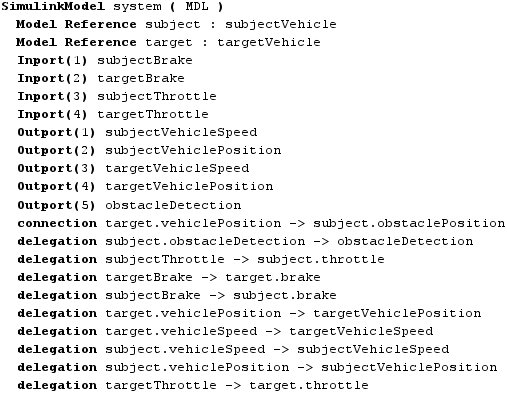 SimulinkModel system ( MDL )
Model Reference subject : subjectVehicle
Model Reference target : targetVehicle
Inport(1) subjectBrake
Inport(2) targetBrake
Inport(3) subjectThrottle
Inport(4) targetThrottle
Outport(1) subjectVehicleSpeed
Outport(2) subjectVehiclePosition
Outport(3) targetVehicleSpeed
Outport(4) targetVehiclePosition
Outport(5) obstacleDetection
connection target.vehiclePosition -> subject.obstaclePosition
delegation subject.obstacleDetection -> obstacleDetection
delegation subjectThrottle -> subject.throttle
delegation targetBrake -> target.brake
delegation subjectBrake -> subject.brake
delegation target.vehiclePosition -> targetVehiclePosition
delegation target.vehicleSpeed -> targetVehicleSpeed
delegation subject.vehicleSpeed -> subjectVehicleSpeed
delegation subject.vehiclePosition -> subjectVehiclePosition
delegation targetThrottle -> target.throttle